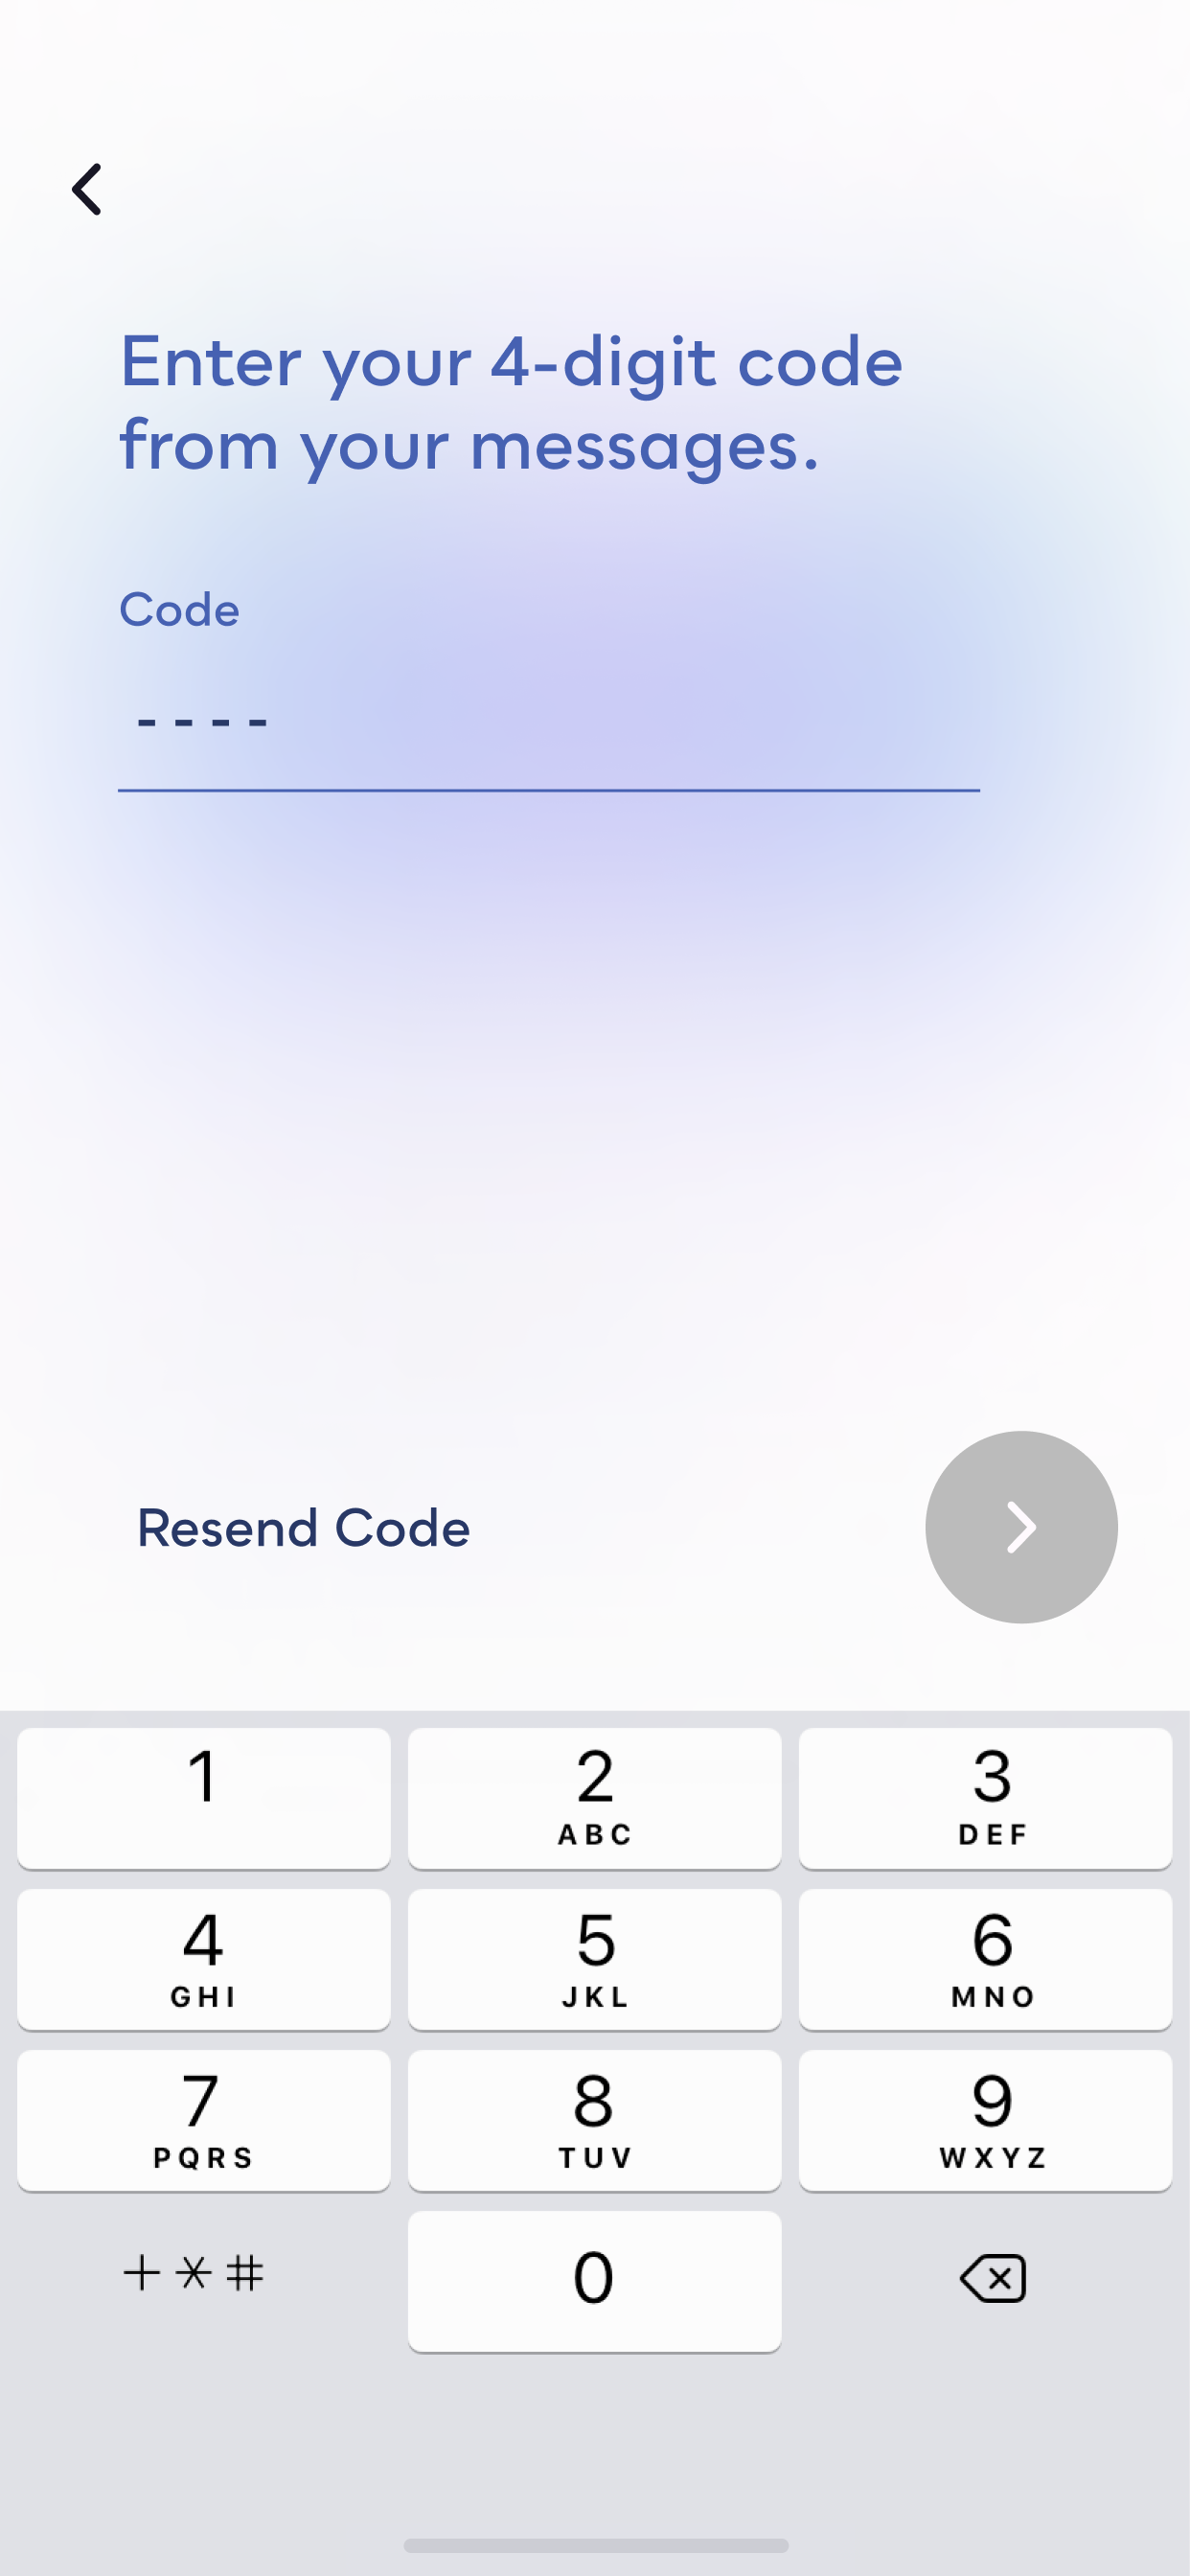 Enter your 4-digit code
from your messages.
Code
- - - -
Resend Code
1
2
ABC
3
DEF
4
GHI
5
JKL
6
MNO
7
PQRS
8
TUV
9
WXYZ
+ * #
0